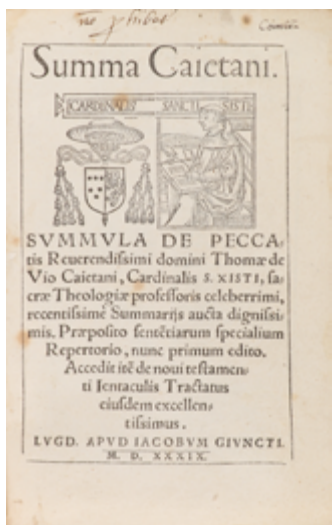 Summa Caietani.
CARDINALIS SANCTI SISTI
SVMMVLA DE PECCA-
tis Reuerendissimi domini Thomæ de
Vio Caietani, Cardinalis S. XISTI, sa-
cræ Theologiæ professoris celeberrimi,
recentissime Summarijs aucta dignissi-
mis. Præposito sentẽtiarum specialium
Repertorio, nunc primum edito.
Accedit itẽ de noui testamen-
ti Ientaculis Tractatus
eiusdem excellen-
tissimus.
LVGD. APVD IACOBVM GIVNCTI.
M. D. XXXIX.